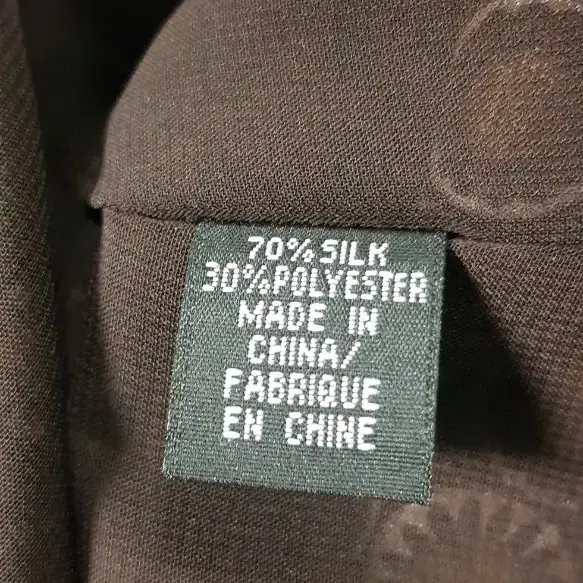 70% SILK
30% POLYESTER
MADE IN
CHINA/
FABRIQUE
EN CHINE